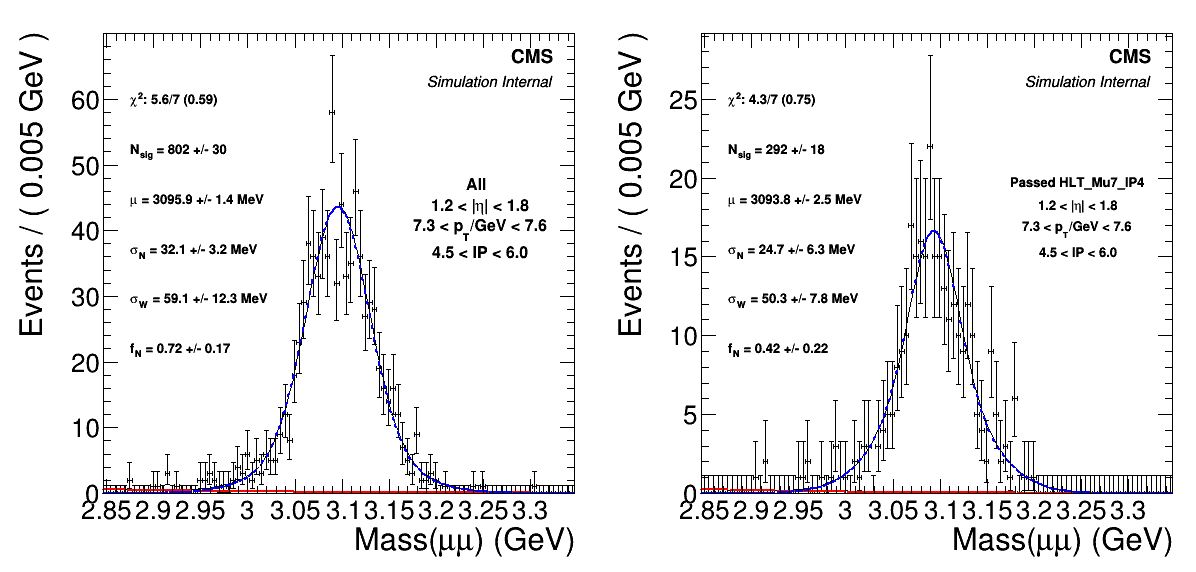 Events / ( 0.005 GeV )
60
50
40
30
20
10
0
CMS
Simulation Internal
χ²: 5.6/7 (0.59)
N_sig = 802 +/- 30
μ = 3095.9 +/- 1.4 MeV
σ_N = 32.1 +/- 3.2 MeV
σ_W = 59.1 +/- 12.3 MeV
f_N = 0.72 +/- 0.17
All
1.2 < |η| < 1.8
7.3 < p_T/GeV < 7.6
4.5 < IP < 6.0
2.85 2.9 2.95 3 3.05 3.1 3.15 3.2 3.25 3.3
Mass(μμ) (GeV)
Events / ( 0.005 GeV )
25
20
15
10
5
0
CMS
Simulation Internal
χ²: 4.3/7 (0.75)
N_sig = 292 +/- 18
μ = 3093.8 +/- 2.5 MeV
σ_N = 24.7 +/- 6.3 MeV
σ_W = 50.3 +/- 7.8 MeV
f_N = 0.42 +/- 0.22
Passed HLT_Mu7_IP4
1.2 < |η| < 1.8
7.3 < p_T/GeV < 7.6
4.5 < IP < 6.0
2.85 2.9 2.95 3 3.05 3.1 3.15 3.2 3.25 3.3
Mass(μμ) (GeV)